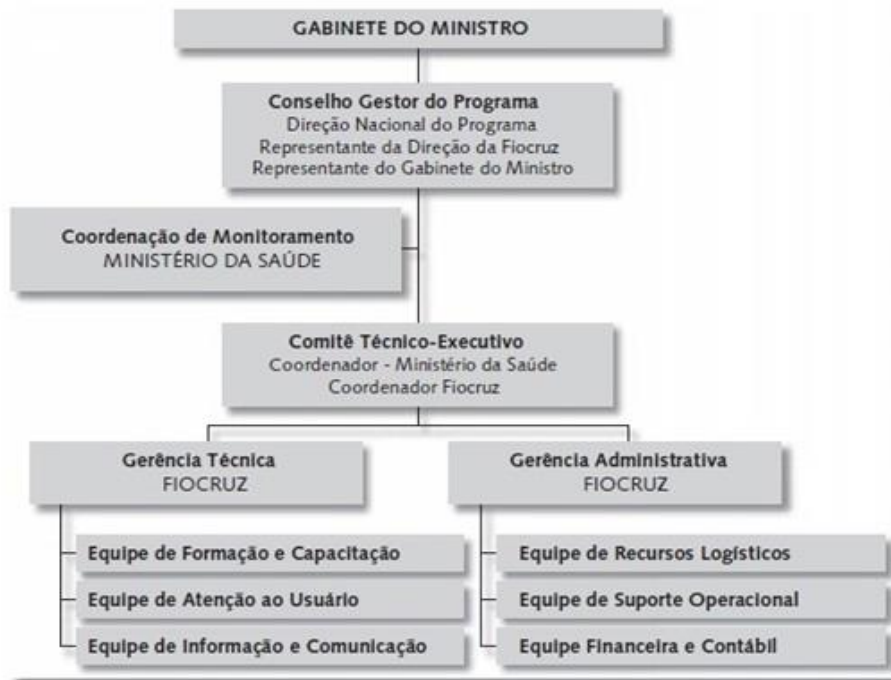 GABINETE DO MINISTRO
Conselho Gestor do Programa
Direção Nacional do Programa
Representante da Direção da Fiocruz
Representante do Gabinete do Ministro
Coordenação de Monitoramento
MINISTÉRIO DA SAÚDE
Comitê Técnico-Executivo
Coordenador - Ministério da Saúde
Coordenador Fiocruz
Gerência Técnica
FIOCRUZ
Gerência Administrativa
FIOCRUZ
Equipe de Formação e Capacitação
Equipe de Atenção ao Usuário
Equipe de Informação e Comunicação
Equipe de Recursos Logísticos
Equipe de Suporte Operacional
Equipe Financeira e Contábil